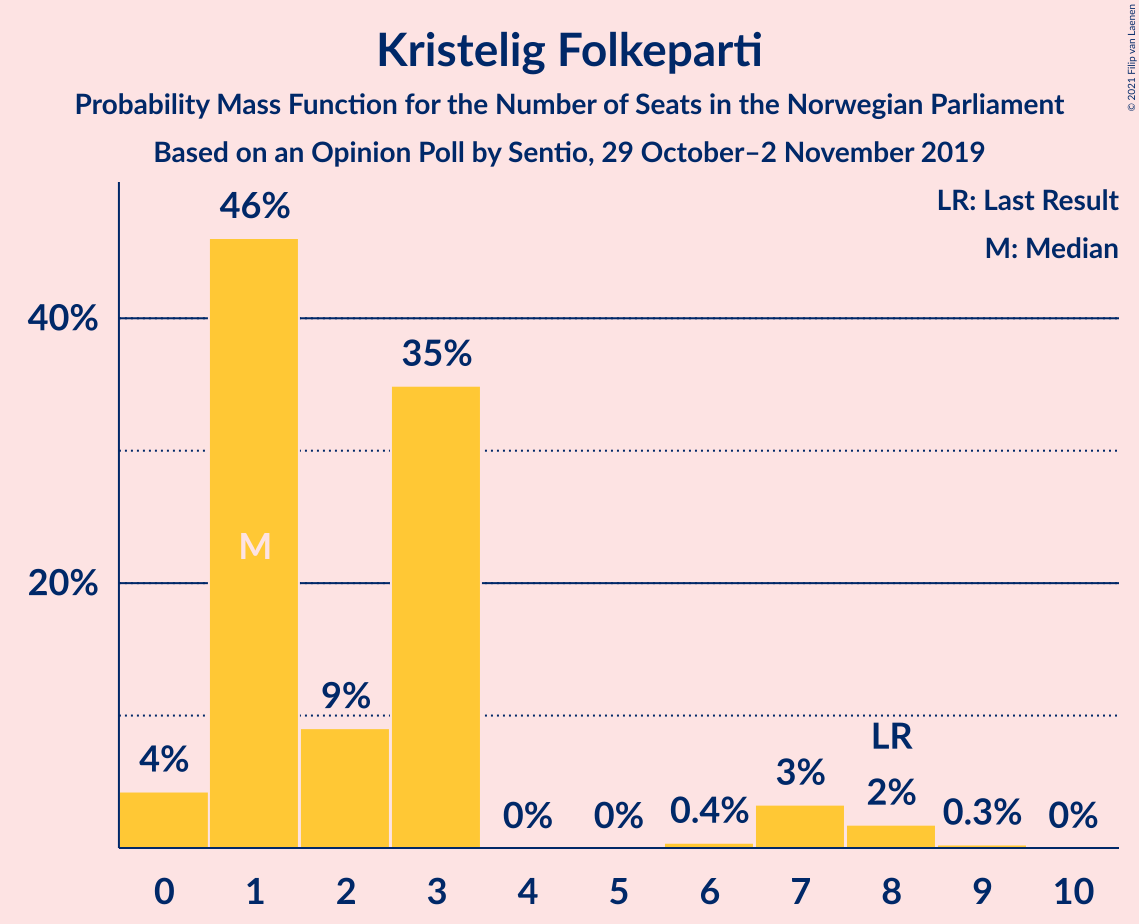 Kristelig Folkeparti
Probability Mass Function for the Number of Seats in the Norwegian Parliament
Based on an Opinion Poll by Sentio, 29 October–2 November 2019
© 2021 Filip van Laenen
LR: Last Result
M: Median
46%
40%
35%
M
20%
9%
LR
4%
3%
2%
0%
0%
0.4%
0.3%
0%
0 1 2 3 4 5 6 7 8 9 10